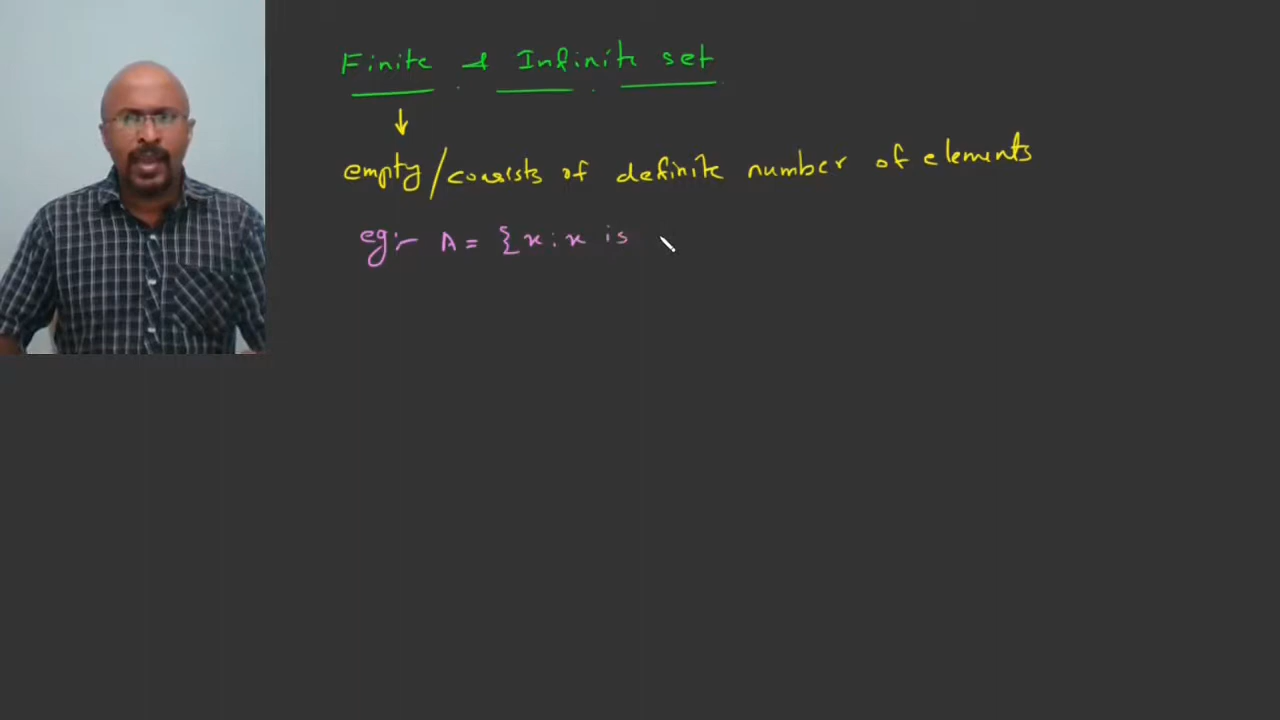 Finite & Infinite set
empty/consists of definite number of elements
eg:- A = {x : x is